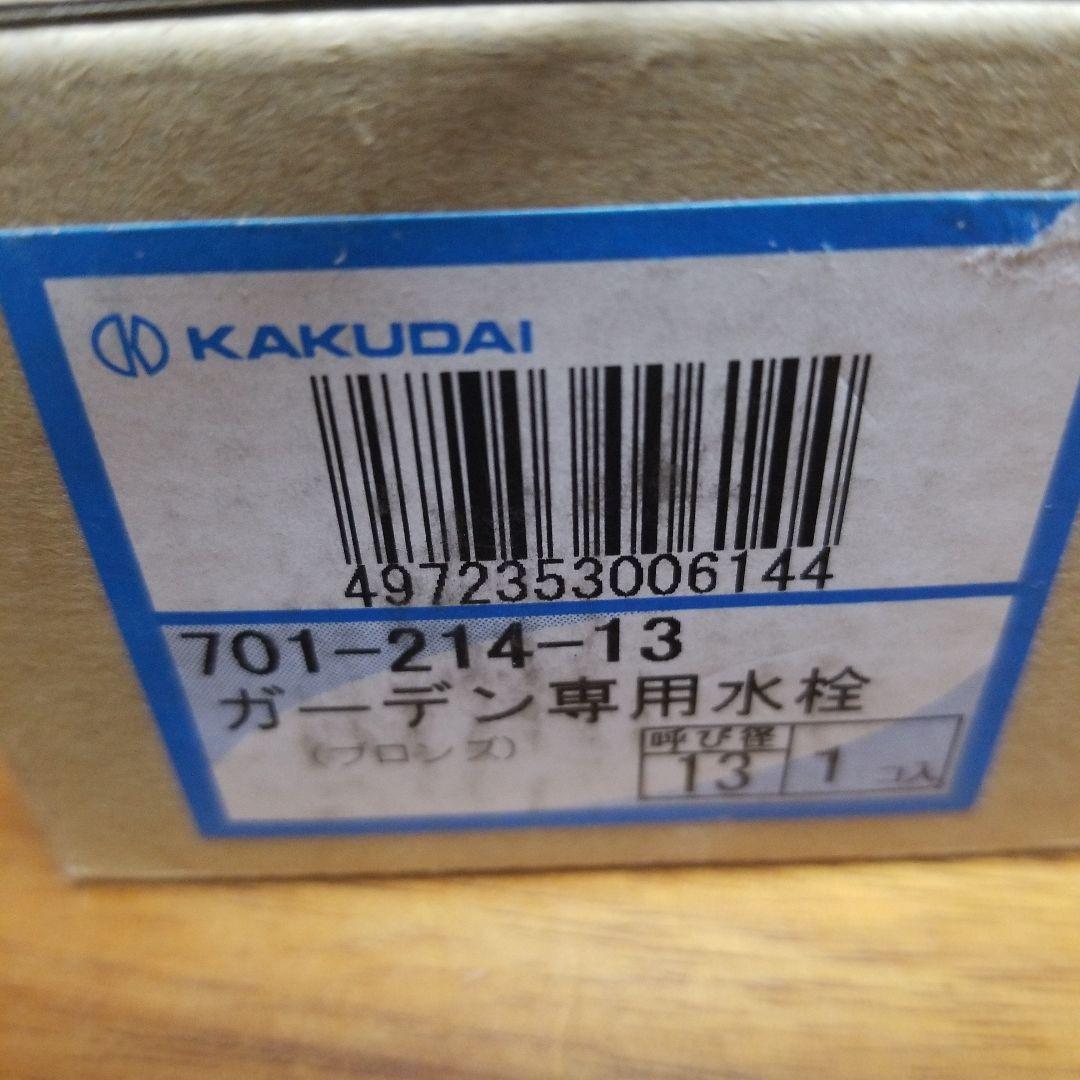 KAKUDAI
4972353006144
701-214-13
ガーデン専用水栓
(ブロンズ)
呼び径
13
1 コ入